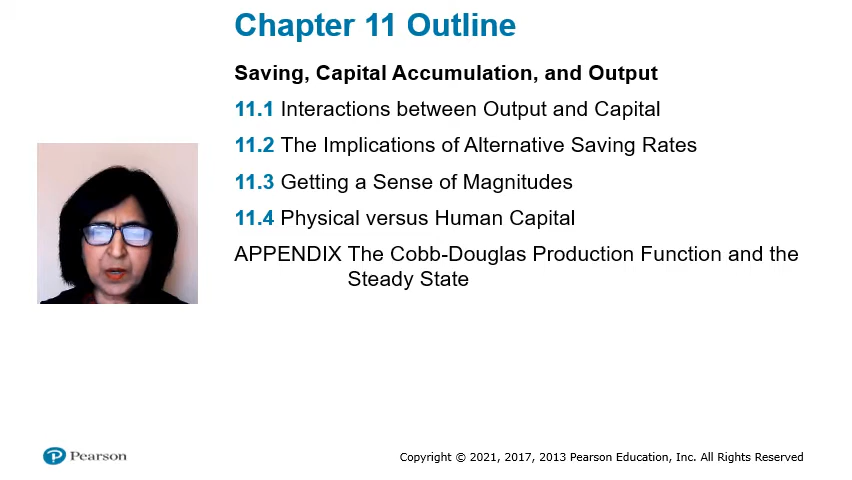 Chapter 11 Outline
Saving, Capital Accumulation, and Output
11.1 Interactions between Output and Capital
11.2 The Implications of Alternative Saving Rates
11.3 Getting a Sense of Magnitudes
11.4 Physical versus Human Capital
APPENDIX The Cobb-Douglas Production Function and the
Steady State
Pearson
Copyright © 2021, 2017, 2013 Pearson Education, Inc. All Rights Reserved